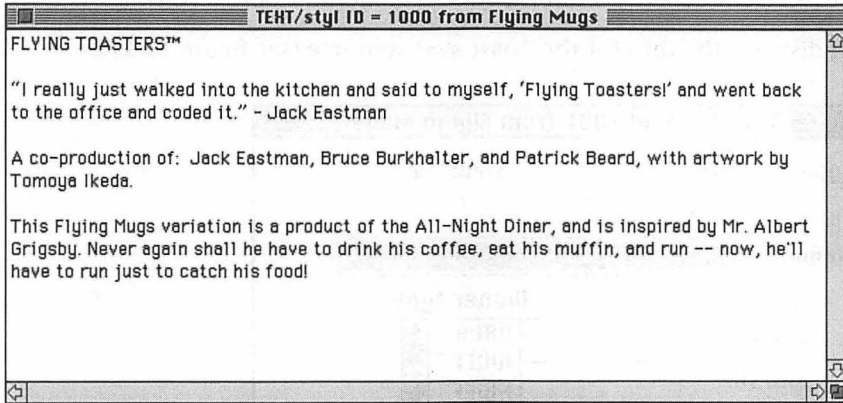 TEXT/styl ID = 1000 from Flying Mugs
FLYING TOASTERS™
“I really just walked into the kitchen and said to myself, ‘Flying Toasters!’ and went back
to the office and coded it.” – Jack Eastman
A co-production of:  Jack Eastman, Bruce Burkhalter, and Patrick Beard, with artwork by
Tomoya Ikeda.
This Flying Mugs variation is a product of the All-Night Diner, and is inspired by Mr. Albert
Grigsby. Never again shall he have to drink his coffee, eat his muffin, and run -- now, he'll
have to run just to catch his food!